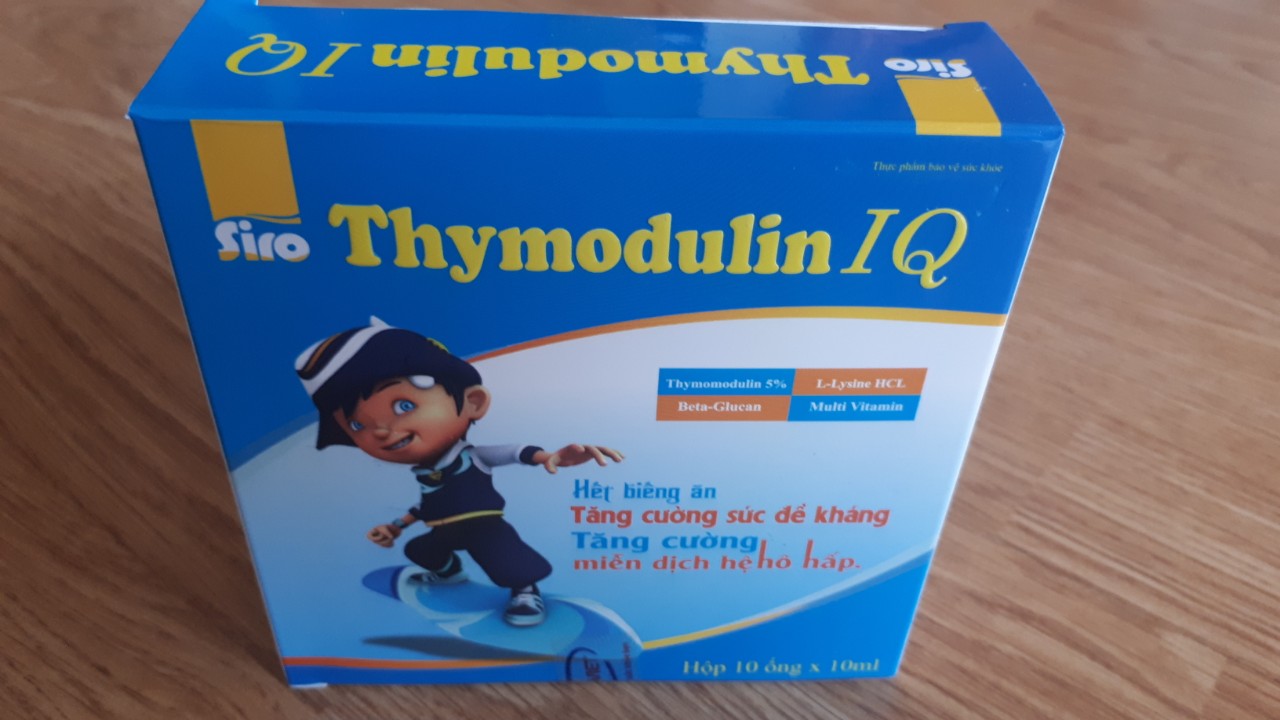 Siro Thymodulin IQ
Thực phẩm bảo vệ sức khỏe
Siro Thymodulin IQ
Thymomodulin 5% L-Lysine HCL
Beta-Glucan Multi Vitamin
Hết biếng ăn
Tăng cường sức đề kháng
Tăng cường
miễn dịch hệ hô hấp.
Hộp 10 ống x 10ml